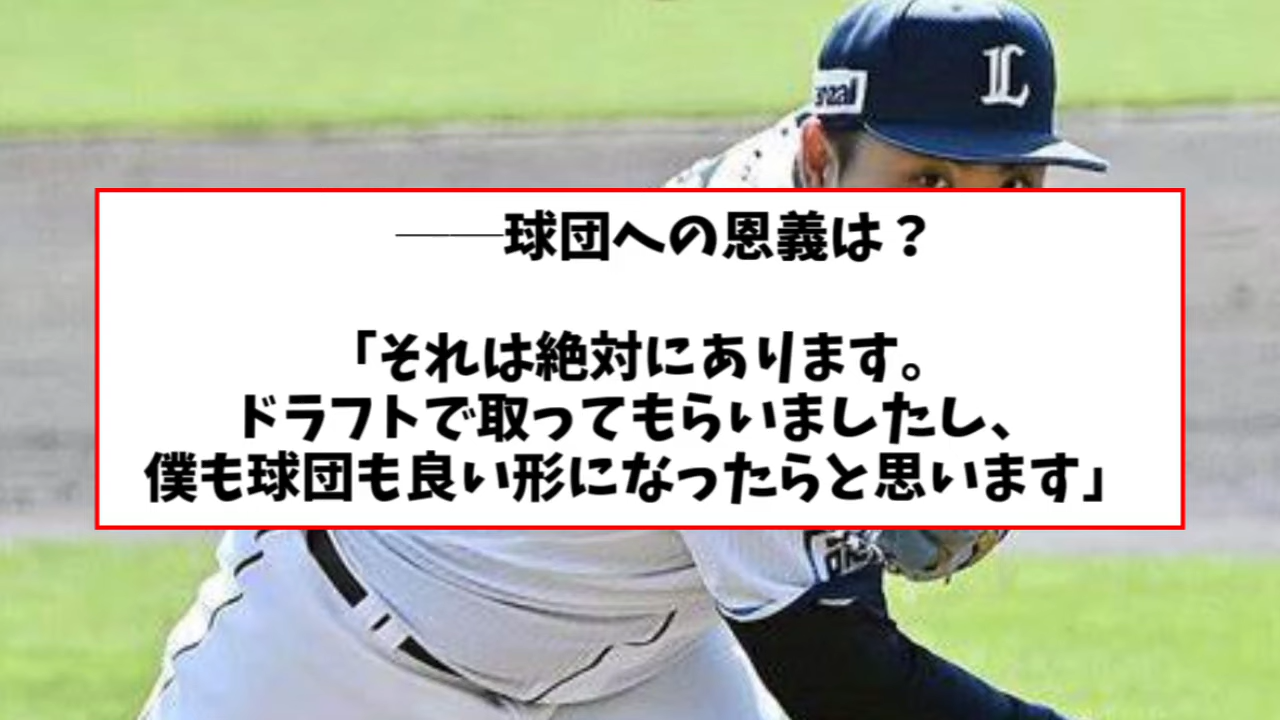 L
──球団への恩義は？
「それは絶対にあります。
ドラフトで取ってもらいましたし、
僕も球団も良い形になったらと思います」